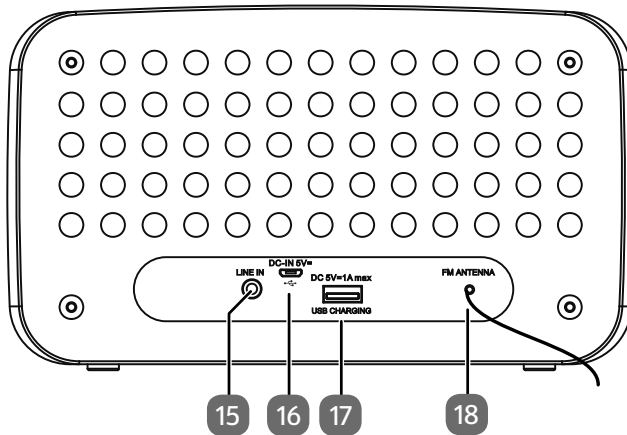 DC-IN 5V⎓
LINE IN
DC 5V⎓1A max
FM ANTENNA
USB CHARGING
15
16
17
18